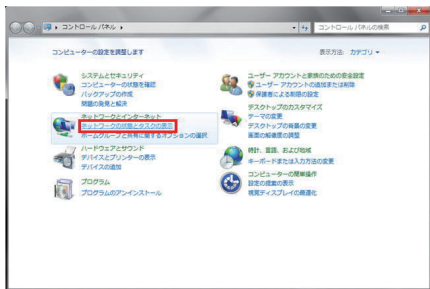 コントロール パネル
コントロール パネルの検索
コンピューターの設定を調整します
表示方法: カテゴリ
システムとセキュリティ
コンピューターの状態を確認
バックアップの作成
問題の発見と解決
ネットワークとインターネット
ネットワークの状態とタスクの表示
ホームグループと共有に関するオプションの選択
ハードウェアとサウンド
デバイスとプリンターの表示
デバイスの追加
プログラム
プログラムのアンインストール
ユーザー アカウントと家族のための安全設定
ユーザー アカウントの追加または削除
保護者による制限の設定
デスクトップのカスタマイズ
テーマの変更
デスクトップの背景の変更
画面の解像度の調整
時計、言語、および地域
キーボードまたは入力方法の変更
コンピューターの簡単操作
設定の提案の表示
視覚ディスプレイの最適化